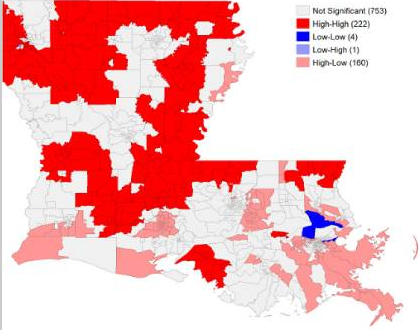 Not Significant (753)
High-High (222)
Low-Low (4)
Low-High (1)
High-Low (160)